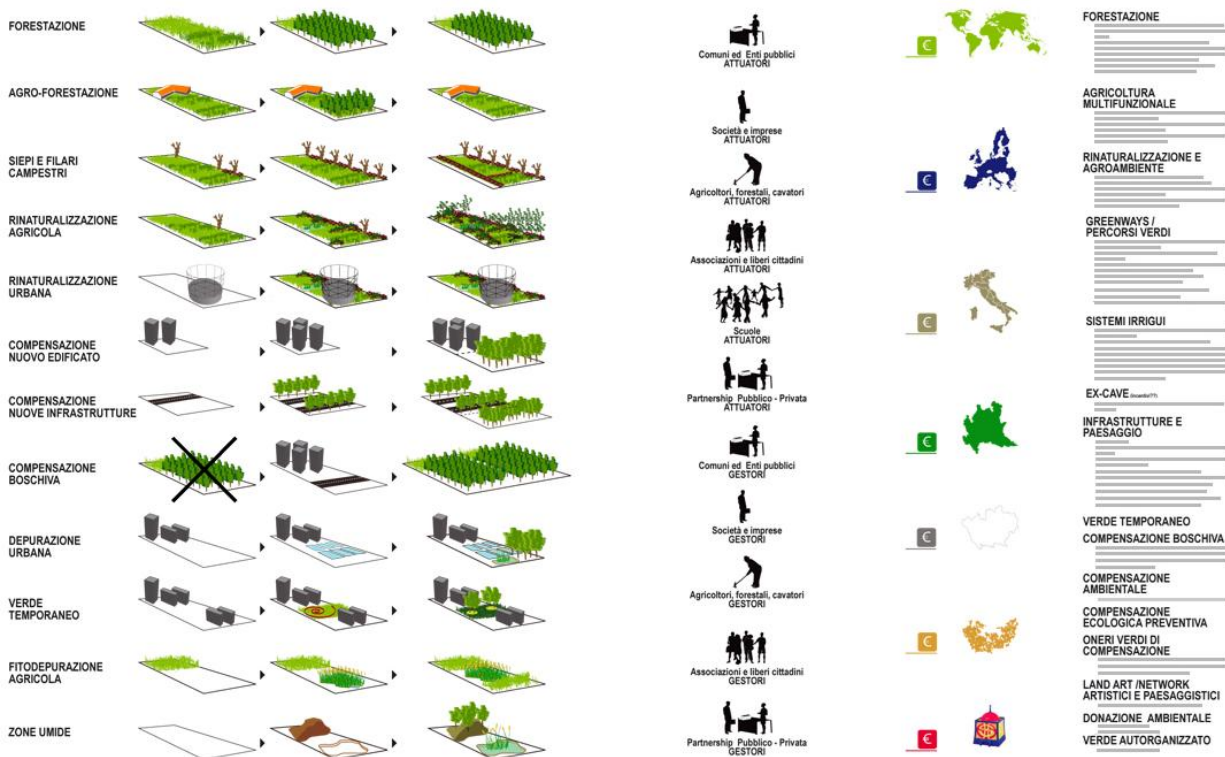 FORESTAZIONE
AGRO-FORESTAZIONE
SIEPI E FILARI
CAMPESTRI
RINATURALIZZAZIONE
AGRICOLA
RINATURALIZZAZIONE
URBANA
COMPENSAZIONE
NUOVO EDIFICATO
COMPENSAZIONE
NUOVE INFRASTRUTTURE
COMPENSAZIONE
BOSCHIVA
DEPURAZIONE
URBANA
VERDE
TEMPORANEO
FITODEPURAZIONE
AGRICOLA
ZONE UMIDE
Comuni ed Enti pubblici
ATTUATORI
Società e imprese
ATTUATORI
Agricoltori, forestali, cavatori
ATTUATORI
Associazioni e liberi cittadini
ATTUATORI
Scuole
ATTUATORI
Partnership Pubblico - Privata
ATTUATORI
Comuni ed Enti pubblici
GESTORI
Società e imprese
GESTORI
Agricoltori, forestali, cavatori
GESTORI
Associazioni e liberi cittadini
GESTORI
Partnership Pubblico - Privata
GESTORI
€
€
€
€
€
€
€
$
FORESTAZIONE
AGRICOLTURA
MULTIFUNZIONALE
RINATURALIZZAZIONE E
AGROAMBIENTE
GREENWAYS /
PERCORSI VERDI
SISTEMI IRRIGUI
EX-CAVE
INFRASTRUTTURE E
PAESAGGIO
VERDE TEMPORANEO
COMPENSAZIONE BOSCHIVA
COMPENSAZIONE
AMBIENTALE
COMPENSAZIONE
ECOLOGICA PREVENTIVA
ONERI VERDI DI
COMPENSAZIONE
LAND ART /NETWORK
ARTISTICI E PAESAGGISTICI
DONAZIONE AMBIENTALE
VERDE AUTORGANIZZATO